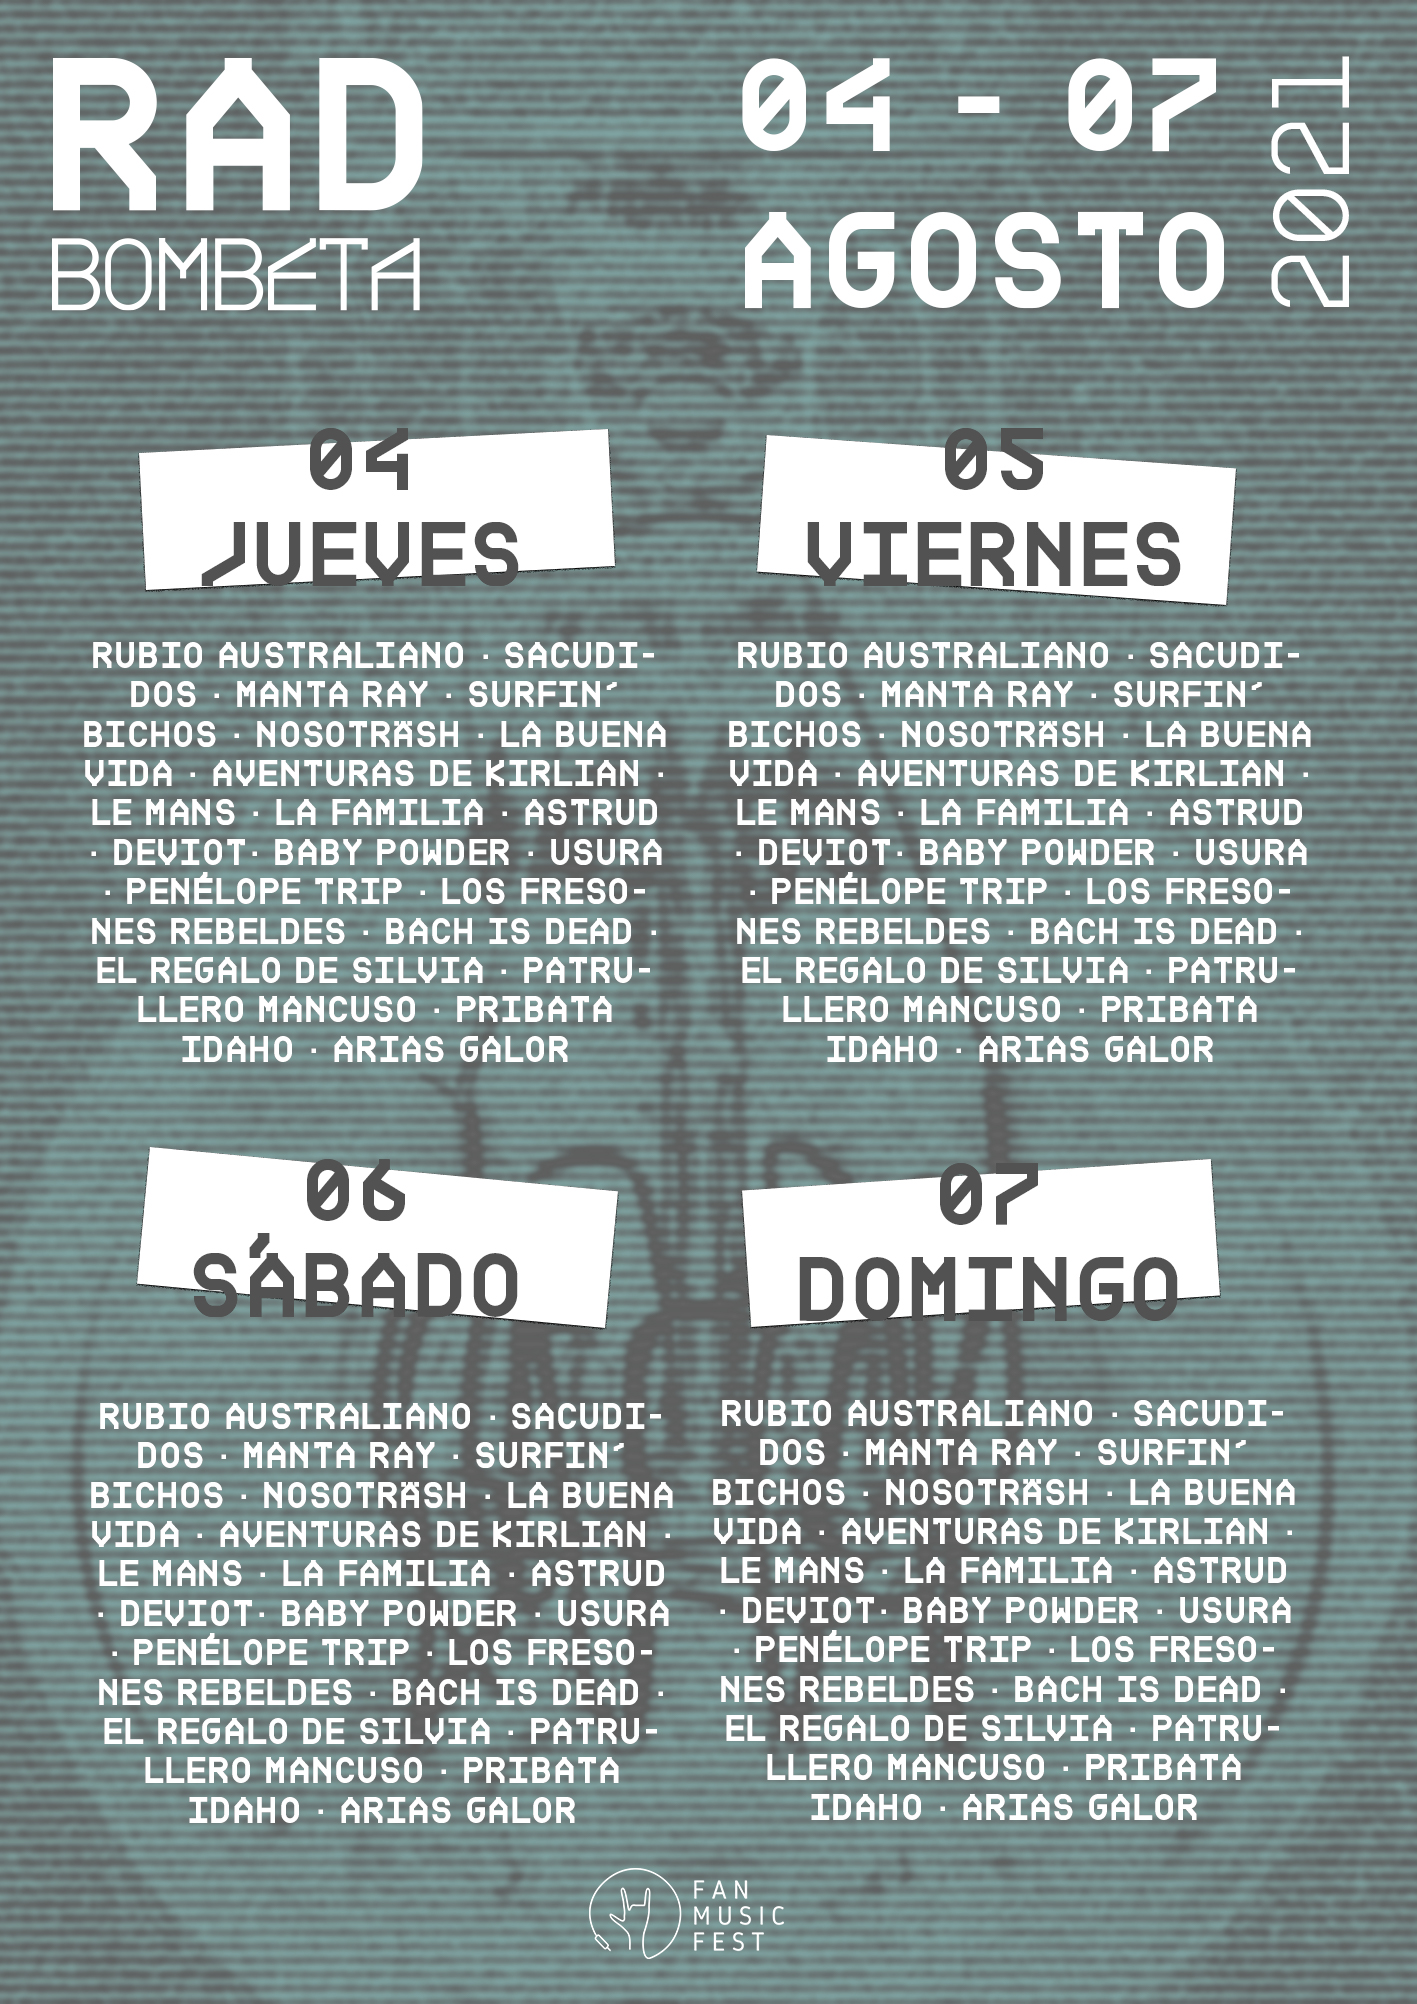 RAD
BOMBETA
04 - 07
AGOSTO
2021
04
JUEVES
RUBIO AUSTRALIANO · SACUDI-
DOS · MANTA RAY · SURFIN´
BICHOS · NOSOTRÄSH · LA BUENA
VIDA · AVENTURAS DE KIRLIAN ·
LE MANS · LA FAMILIA · ASTRUD
· DEVIOT· BABY POWDER · USURA
· PENÉLOPE TRIP · LOS FRESO-
NES REBELDES · BACH IS DEAD ·
EL REGALO DE SILVIA · PATRU-
LLERO MANCUSO · PRIBATA
IDAHO · ARIAS GALOR
05
VIERNES
RUBIO AUSTRALIANO · SACUDI-
DOS · MANTA RAY · SURFIN´
BICHOS · NOSOTRÄSH · LA BUENA
VIDA · AVENTURAS DE KIRLIAN ·
LE MANS · LA FAMILIA · ASTRUD
· DEVIOT· BABY POWDER · USURA
· PENÉLOPE TRIP · LOS FRESO-
NES REBELDES · BACH IS DEAD ·
EL REGALO DE SILVIA · PATRU-
LLERO MANCUSO · PRIBATA
IDAHO · ARIAS GALOR
06
SÁBADO
RUBIO AUSTRALIANO · SACUDI-
DOS · MANTA RAY · SURFIN´
BICHOS · NOSOTRÄSH · LA BUENA
VIDA · AVENTURAS DE KIRLIAN ·
LE MANS · LA FAMILIA · ASTRUD
· DEVIOT· BABY POWDER · USURA
· PENÉLOPE TRIP · LOS FRESO-
NES REBELDES · BACH IS DEAD ·
EL REGALO DE SILVIA · PATRU-
LLERO MANCUSO · PRIBATA
IDAHO · ARIAS GALOR
07
DOMINGO
RUBIO AUSTRALIANO · SACUDI-
DOS · MANTA RAY · SURFIN´
BICHOS · NOSOTRÄSH · LA BUENA
VIDA · AVENTURAS DE KIRLIAN ·
LE MANS · LA FAMILIA · ASTRUD
· DEVIOT· BABY POWDER · USURA
· PENÉLOPE TRIP · LOS FRESO-
NES REBELDES · BACH IS DEAD ·
EL REGALO DE SILVIA · PATRU-
LLERO MANCUSO · PRIBATA
IDAHO · ARIAS GALOR
FAN
MUSIC
FEST